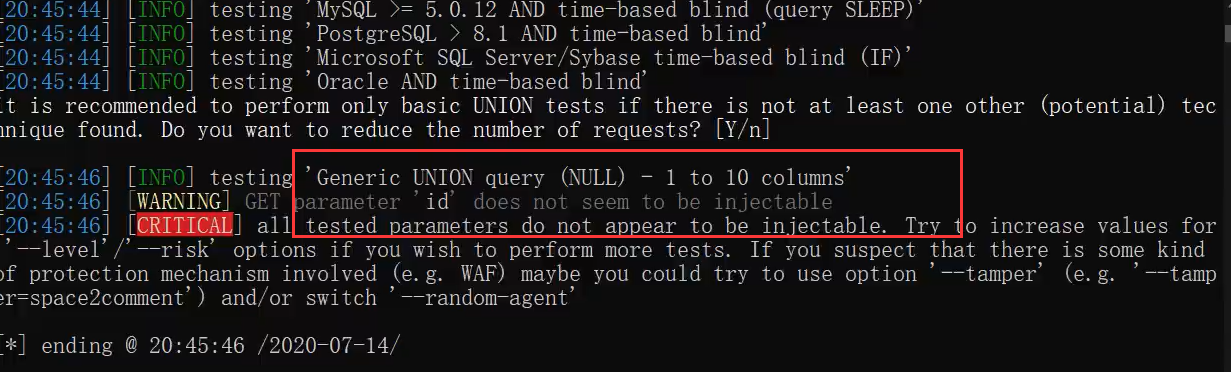 [20:45:44] [INFO] testing 'MySQL >= 5.0.12 AND time-based blind (query SLEEP)'
[20:45:44] [INFO] testing 'PostgreSQL > 8.1 AND time-based blind'
[20:45:44] [INFO] testing 'Microsoft SQL Server/Sybase time-based blind (IF)'
[20:45:44] [INFO] testing 'Oracle AND time-based blind'
it is recommended to perform only basic UNION tests if there is not at least one other (potential) tec
hnique found. Do you want to reduce the number of requests? [Y/n]
[20:45:46] [INFO] testing 'Generic UNION query (NULL) - 1 to 10 columns'
[20:45:46] [WARNING] GET parameter 'id' does not seem to be injectable
[20:45:46] [CRITICAL] all tested parameters do not appear to be injectable. Try to increase values for
'--level'/'--risk' options if you wish to perform more tests. If you suspect that there is some kind
of protection mechanism involved (e.g. WAF) maybe you could try to use option '--tamper' (e.g. '--tamp
er=space2comment') and/or switch '--random-agent'
[*] ending @ 20:45:46 /2020-07-14/